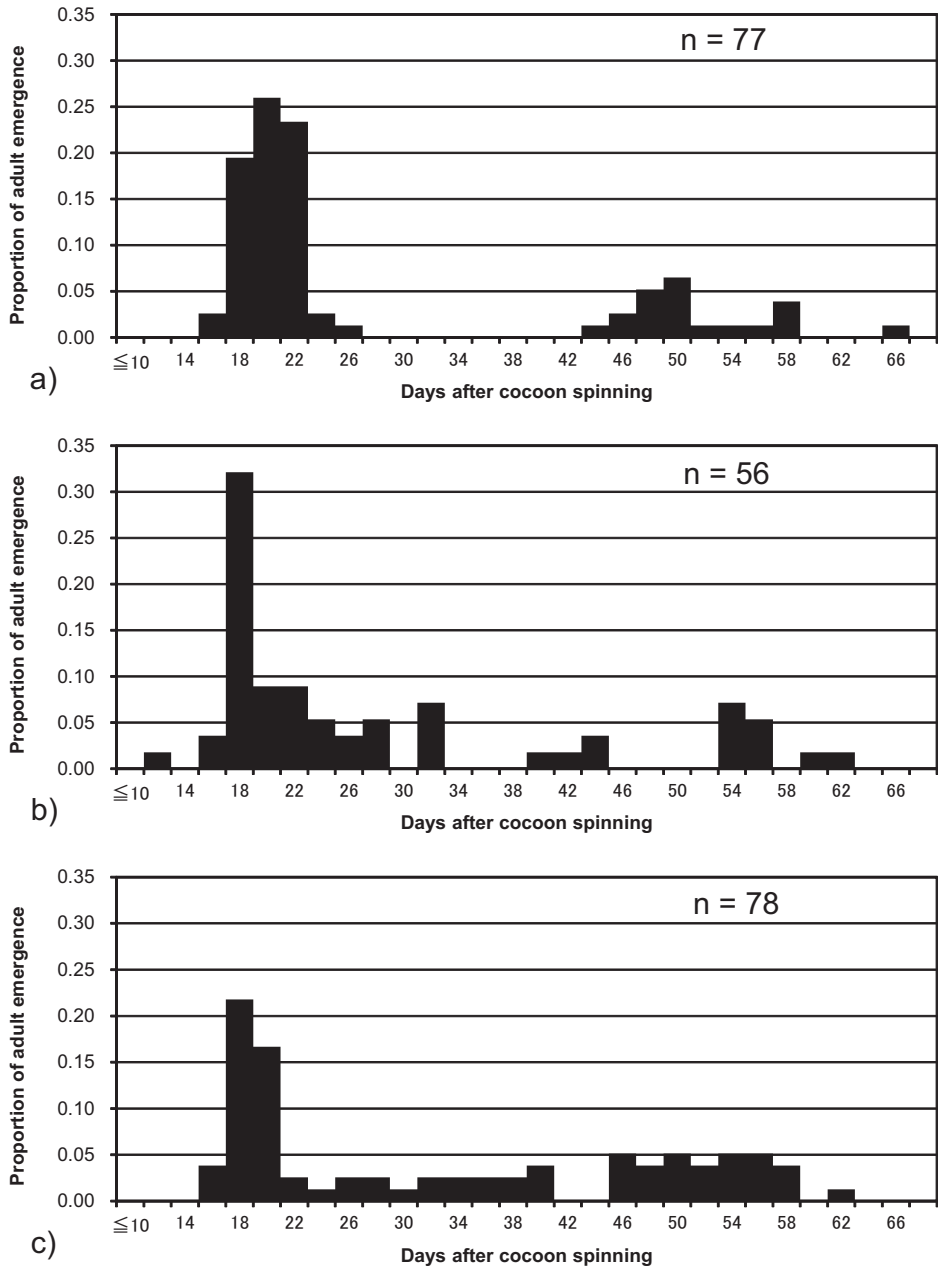 0.35
n = 77
0.30
0.25
0.20
0.15
0.10
0.05
0.00
Proportion of adult emergence
≦10 14 18 22 26 30 34 38 42 46 50 54 58 62 66
a)
Days after cocoon spinning
0.35
n = 56
0.30
0.25
0.20
0.15
0.10
0.05
0.00
Proportion of adult emergence
≦10 14 18 22 26 30 34 38 42 46 50 54 58 62 66
b)
Days after cocoon spinning
0.35
n = 78
0.30
0.25
0.20
0.15
0.10
0.05
0.00
Proportion of adult emergence
≦10 14 18 22 26 30 34 38 42 46 50 54 58 62 66
c)
Days after cocoon spinning